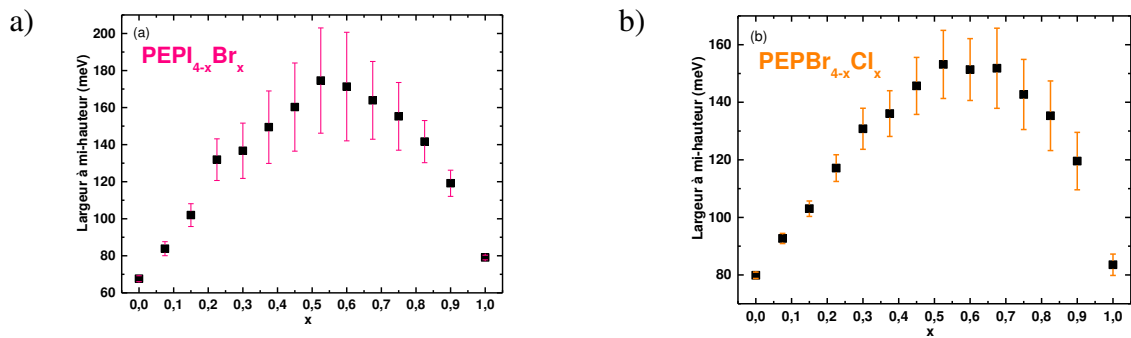 a)
(a)
PEPI4-xBrx
Largeur à mi-hauteur (meV)
200
180
160
140
120
100
80
60
0,0 0,1 0,2 0,3 0,4 0,5 0,6 0,7 0,8 0,9 1,0
x
b)
(b)
PEPBr4-xClx
Largeur à mi-hauteur (meV)
160
140
120
100
80
0,0 0,1 0,2 0,3 0,4 0,5 0,6 0,7 0,8 0,9 1,0
x